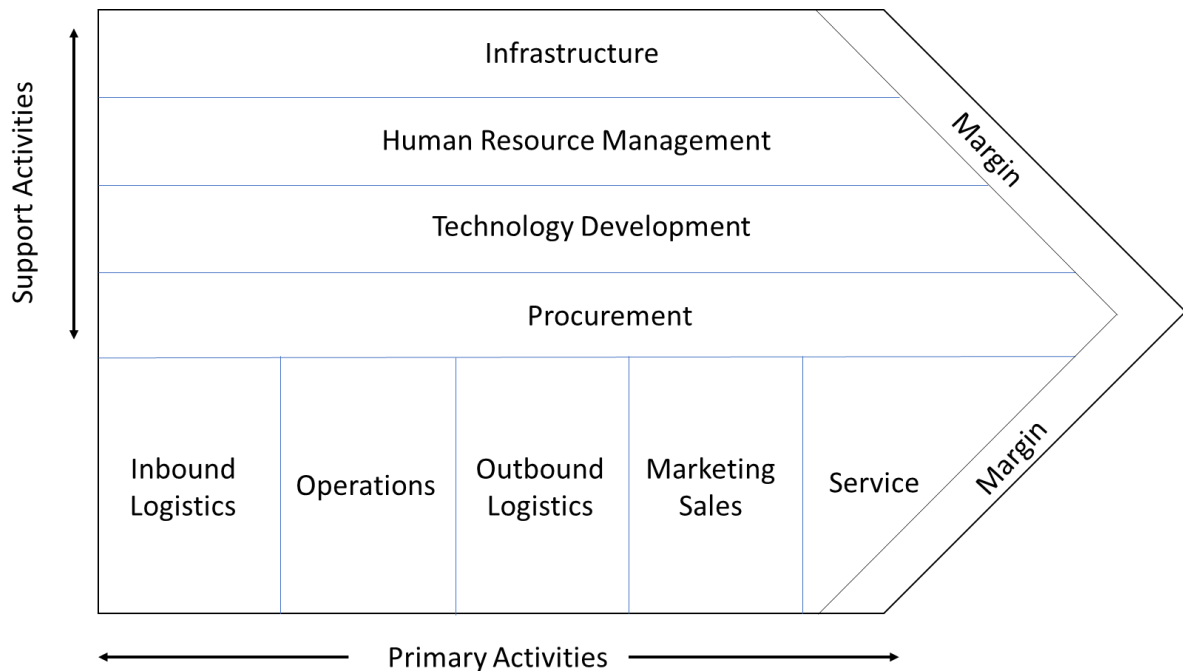 Support Activities
Infrastructure
Human Resource Management
Technology Development
Procurement
Margin
Inbound
Logistics
Operations
Outbound
Logistics
Marketing
Sales
Service
Margin
Primary Activities